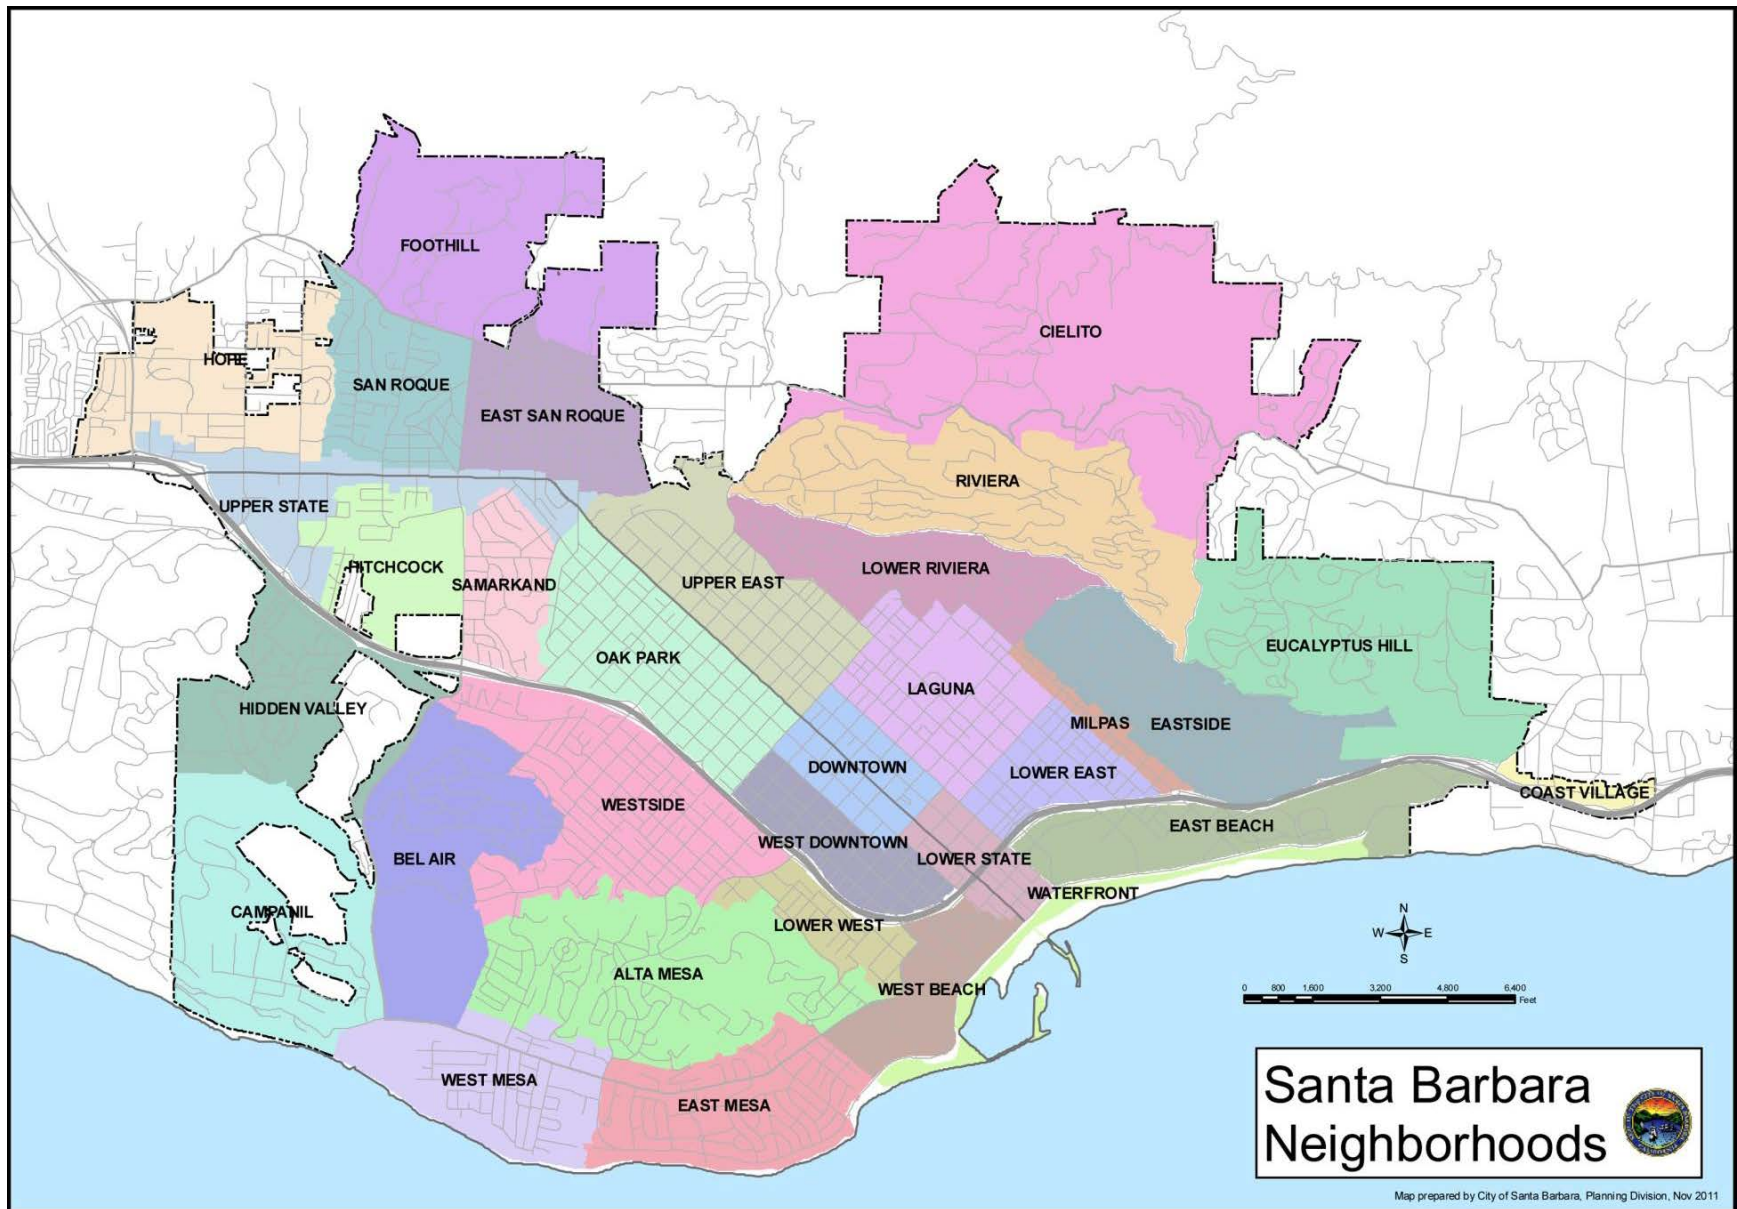 FOOTHILL
CIELITO
HOPE
SAN ROQUE
EAST SAN ROQUE
RIVIERA
UPPER STATE
HITCHCOCK
SAMARKAND
UPPER EAST
LOWER RIVIERA
OAK PARK
EUCALYPTUS HILL
HIDDEN VALLEY
LAGUNA
MILPAS
EASTSIDE
DOWNTOWN
LOWER EAST
COAST VILLAGE
WESTSIDE
EAST BEACH
WEST DOWNTOWN
LOWER STATE
BEL AIR
WATERFRONT
CAMPANIL
LOWER WEST
ALTA MESA
WEST BEACH
WEST MESA
EAST MESA
N
W E
S
0 800 1,600 3,200 4,800 6,400
Feet
Santa Barbara
Neighborhoods
Map prepared by City of Santa Barbara, Planning Division, Nov 2011